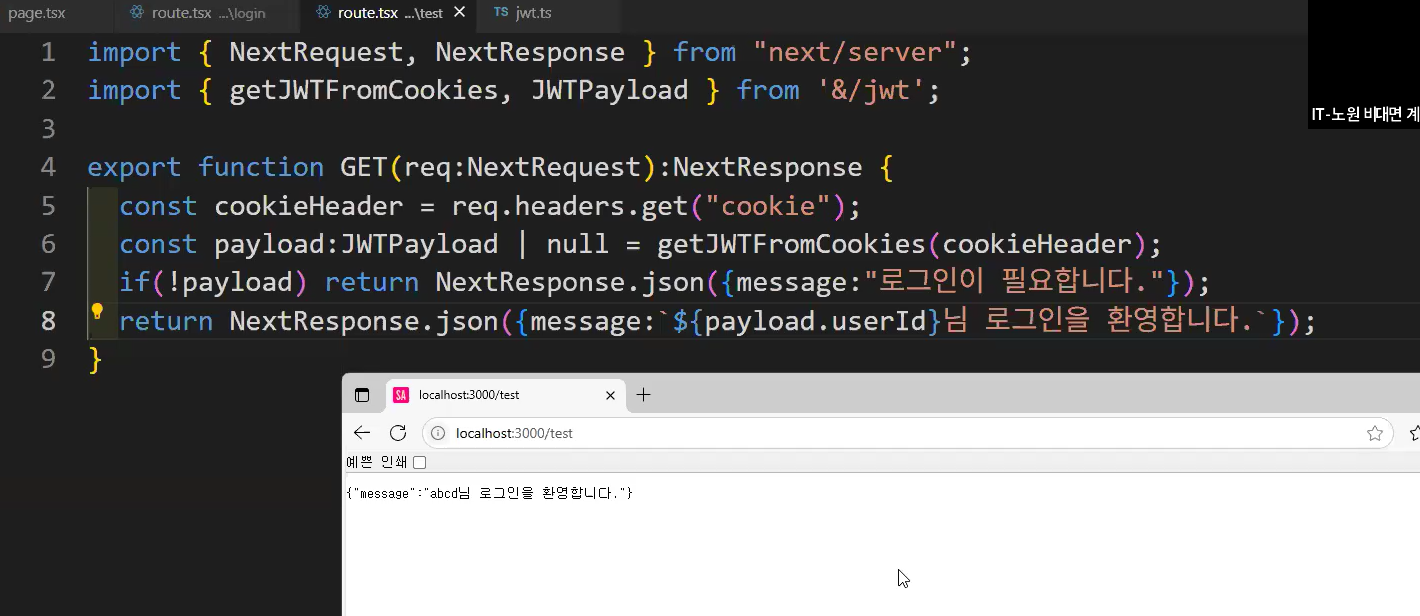 page.tsx route.tsx ...\login route.tsx ...\test TS jwt.ts
1 import { NextRequest, NextResponse } from "next/server";
2 import { getJWTFromCookies, JWTPayload } from '&/jwt';
3
4 export function GET(req:NextRequest):NextResponse {
5 const cookieHeader = req.headers.get("cookie");
6 const payload:JWTPayload | null = getJWTFromCookies(cookieHeader);
7 if(!payload) return NextResponse.json({message:"로그인이 필요합니다."});
8 return NextResponse.json({message:`${payload.userId}님 로그인을 환영합니다.`});
9 }
IT-노원 비대면 계
SA localhost:3000/test
localhost:3000/test
예쁜 인쇄
{"message":"abcd님 로그인을 환영합니다."}